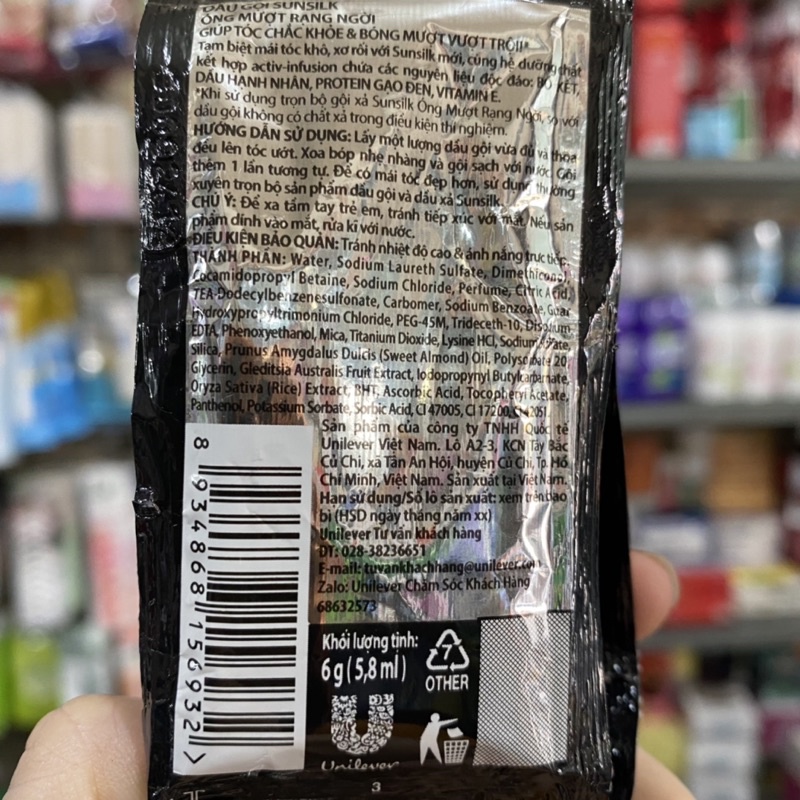 DẦU GỘI SUNSILK
ÓNG MƯỢT RẠNG NGỜI
GIÚP TÓC CHẮC KHỎE & BÓNG MƯỢT VƯỢT TRỘI*
Tạm biệt mái tóc khô, xơ rối với Sunsilk mới, cùng hệ dưỡng chất
kết hợp activ-infusion chứa các nguyên liệu độc đáo: BỒ KẾT,
DẦU HẠNH NHÂN, PROTEIN GẠO ĐEN, VITAMIN E.
*Khi sử dụng trọn bộ gội xả Sunsilk Óng Mượt Rạng Ngời, so với
dầu gội không có chất xả trong điều kiện thí nghiệm.
HƯỚNG DẪN SỬ DỤNG: Lấy một lượng dầu gội vừa đủ và thoa
đều lên tóc ướt. Xoa bóp nhẹ nhàng và gội sạch với nước. Gội
thêm 1 lần tương tự. Để có mái tóc đẹp hơn, sử dụng thường
xuyên trọn bộ sản phẩm dầu gội và dầu xả Sunsilk.
CHÚ Ý: Để xa tầm tay trẻ em, tránh tiếp xúc với mắt. Nếu sản
phẩm dính vào mắt, rửa kĩ với nước.
ĐIỀU KIỆN BẢO QUẢN: Tránh nhiệt độ cao & ánh nắng trực tiếp.
THÀNH PHẦN: Water, Sodium Laureth Sulfate, Dimethiconol,
Cocamidopropyl Betaine, Sodium Chloride, Perfume, Citric Acid,
TEA-Dodecylbenzenesulfonate, Carbomer, Sodium Benzoate, Guar
Hydroxypropyltrimonium Chloride, PEG-45M, Trideceth-10, Disodium
EDTA, Phenoxyethanol, Mica, Titanium Dioxide, Lysine HCl, Sodium
Silica, Prunus Amygdalus Dulcis (Sweet Almond) Oil, Polysorbate 20,
Glycerin, Gleditsia Australis Fruit Extract, Iodopropynyl Butylcarbamate,
Oryza Sativa (Rice) Extract, BHT, Ascorbic Acid, Tocopheryl Acetate,
Panthenol, Potassium Sorbate, Sorbic Acid, CI 47005, CI 17200, CI 42051
Sản phẩm của công ty TNHH Quốc tế
Unilever Việt Nam. Lô A2-3, KCN Tây Bắc
Củ Chi, xã Tân An Hội, huyện Củ Chi, Tp. Hồ
Chí Minh, Việt Nam. Sản xuất tại Việt Nam.
Hạn sử dụng/Số lô sản xuất: xem trên bao
bì (HSD ngày tháng năm xx)
Unilever Tư vấn khách hàng
ĐT: 028-38236651
E-mail: tuvankhachhang@unilever.com
Zalo: Unilever Chăm Sóc Khách Hàng
68632573
8 934868 156932 >
Khối lượng tịnh:
6 g ( 5,8 ml )
7
OTHER
Unilever
3